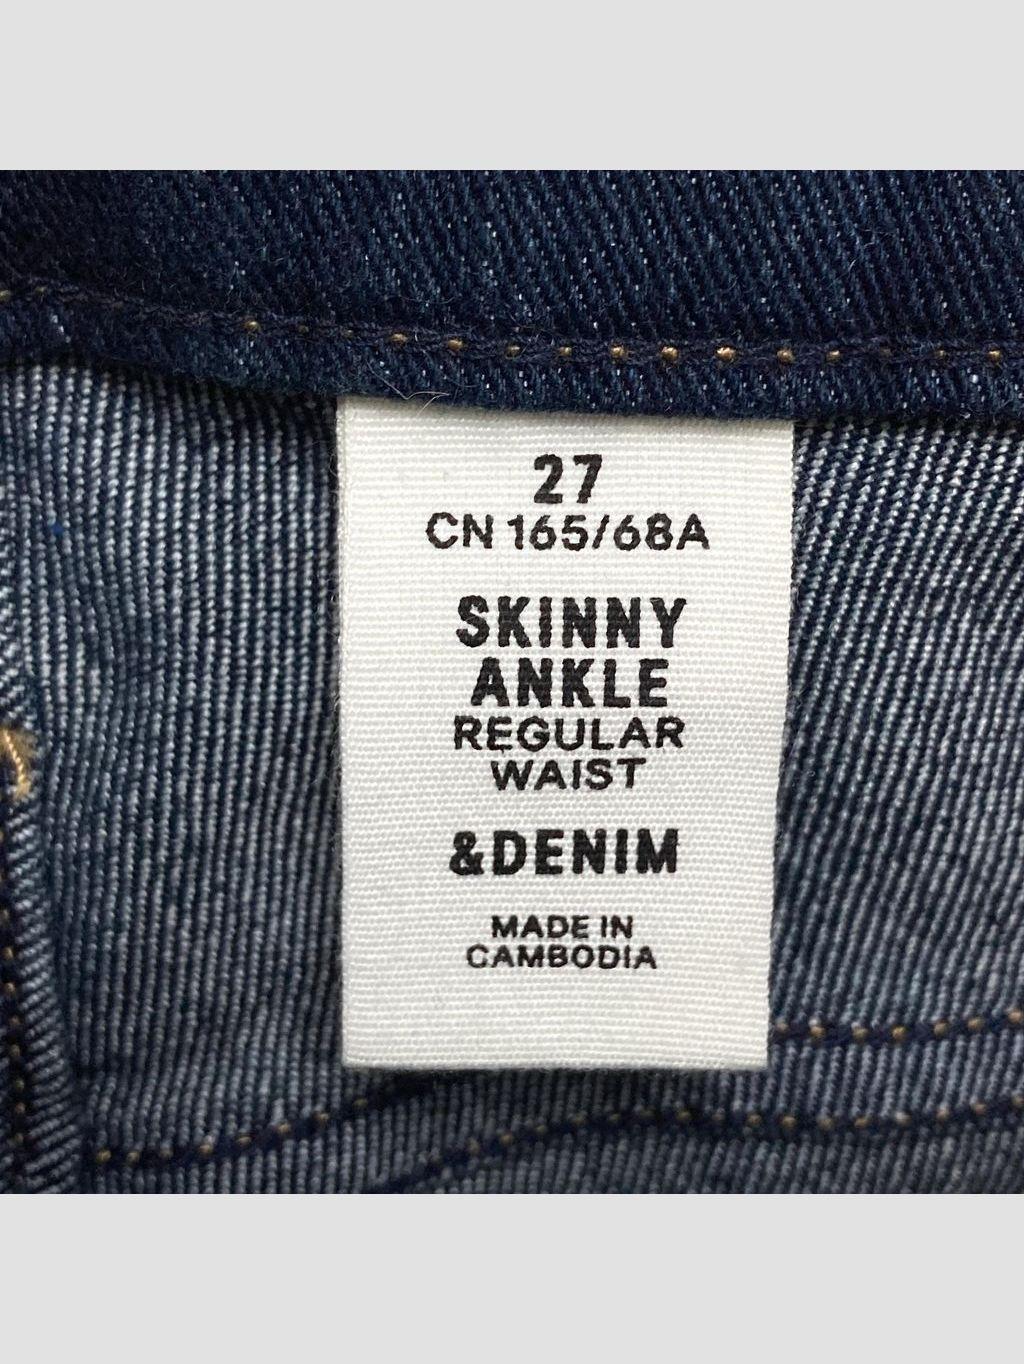 27
CN 165/68A
SKINNY
ANKLE
REGULAR
WAIST
&DENIM
MADE IN
CAMBODIA